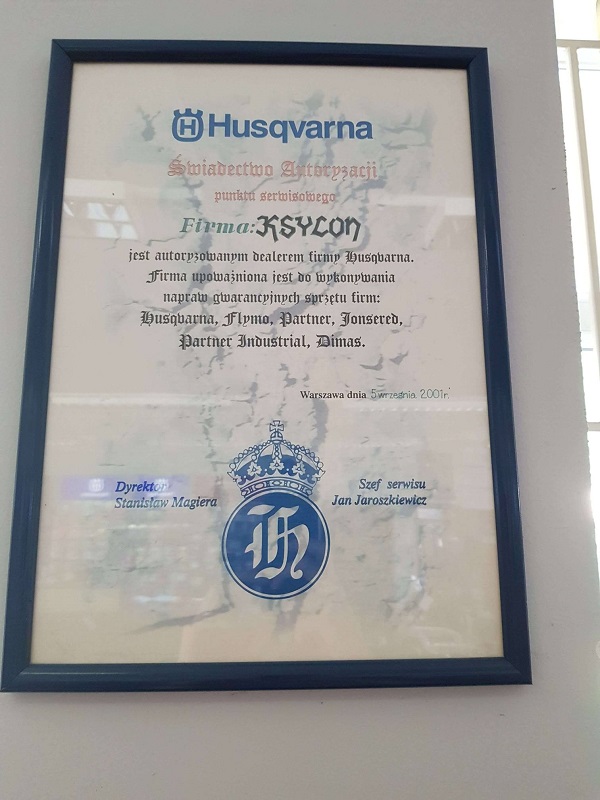 Husqvarna
Świadectwo Autoryzacji
punktu serwisowego
Firma: KSYLON
jest autoryzowanym dealerem firmy Husqvarna.
Firma upoważniona jest do wykonywania
napraw gwarancyjnych sprzętu firm:
Husqvarna, Flymo, Partner, Jonsered,
Partner Industrial, Dimas.
Warszawa dnia 5 września 2001r.
Dyrektor
Stanisław Magiera
Szef serwisu
Jan Jaroszkiewicz
H